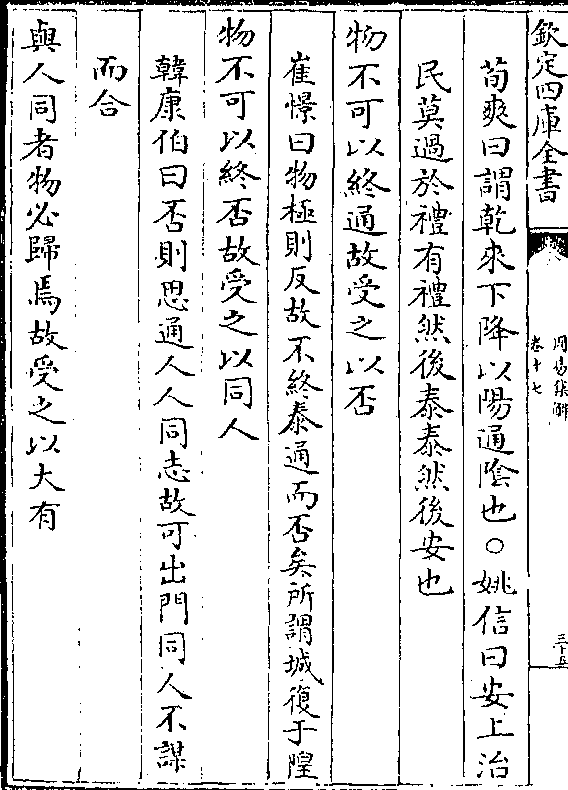 欽定四庫全書
周易集解
卷十七
三十五
荀爽曰謂乾來下降以陽通隂也○姚信曰安上治
民莫過於禮有禮然後泰泰然後安也
物不可以終通故受之以否
崔憬曰物極則反故不終泰通而否矣所謂城復于隍
物不可以終否故受之以同人
韓康伯曰否則思通人人同志故可出門同人不謀
而合
與人同者物必歸焉故受之以大有